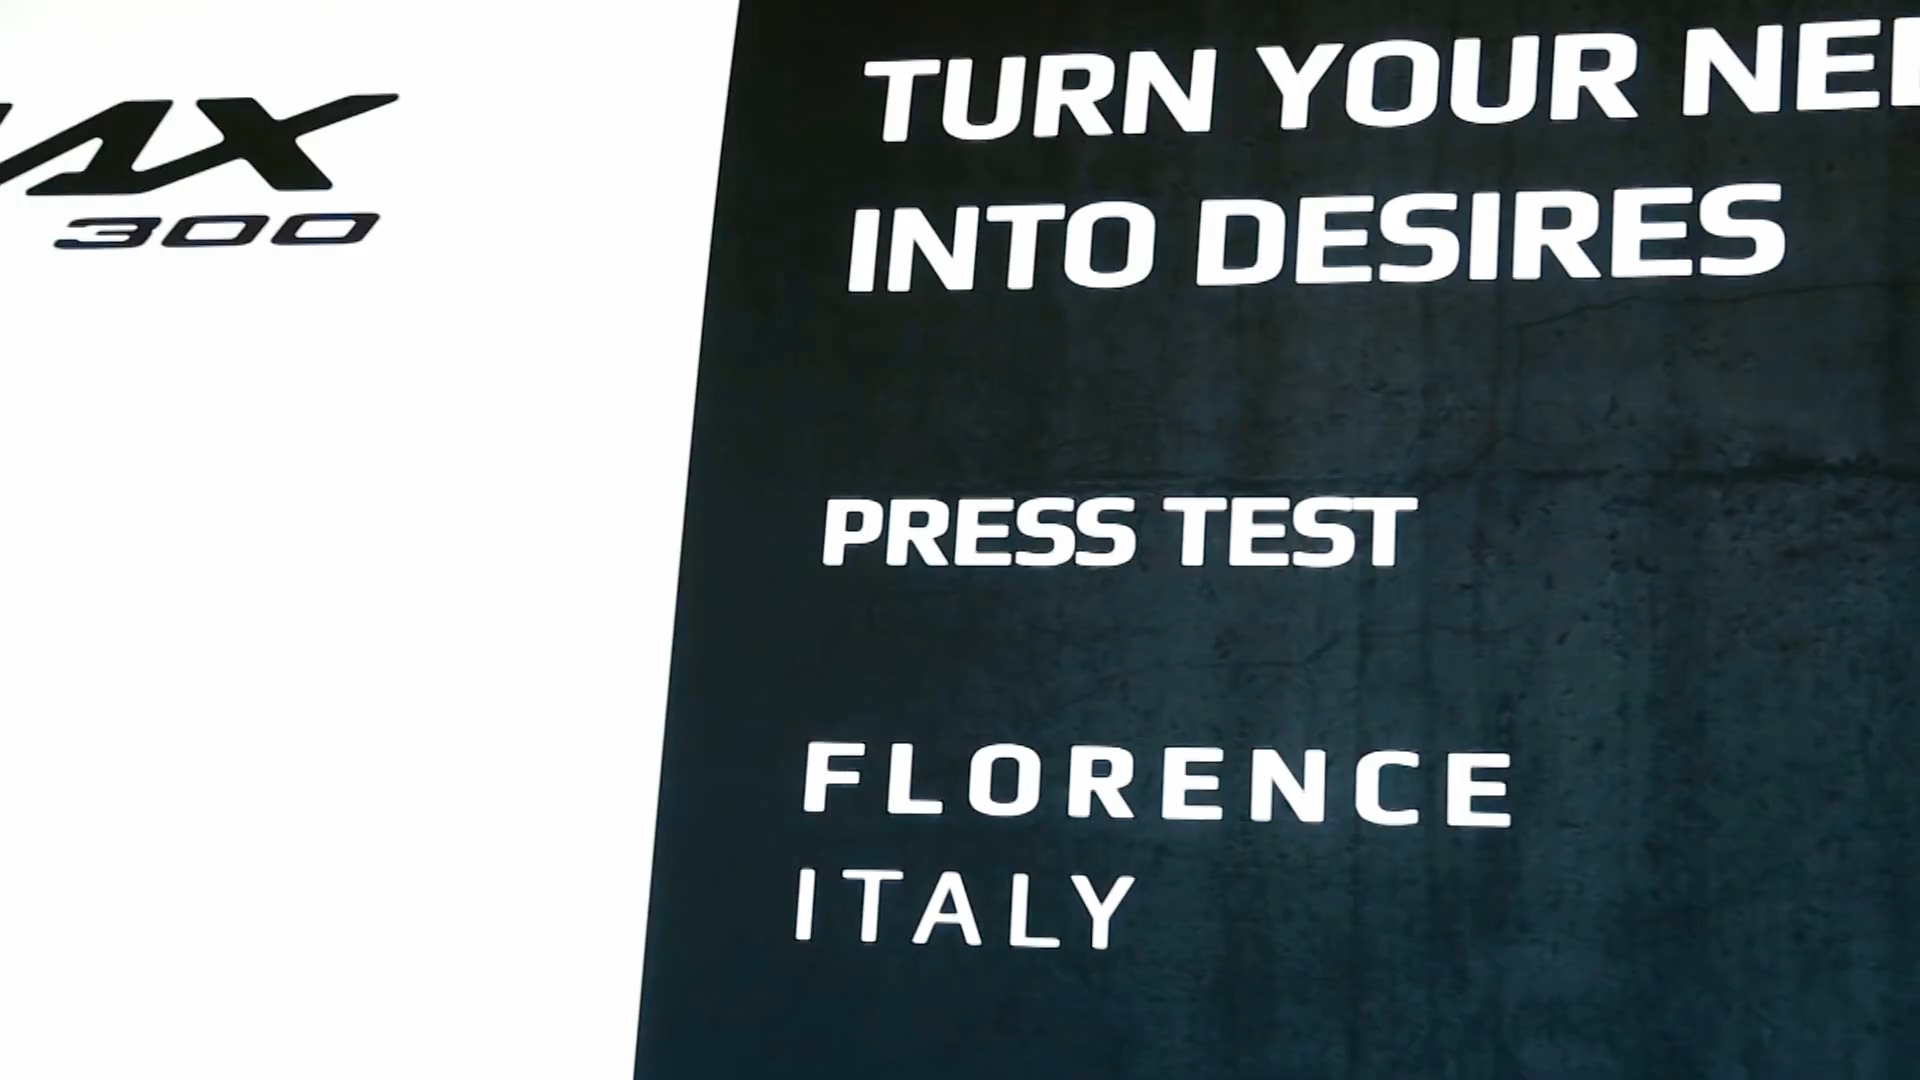 300
TURN YOUR
INTO DESIRES
PRESS TEST
FLORENCE
ITALY